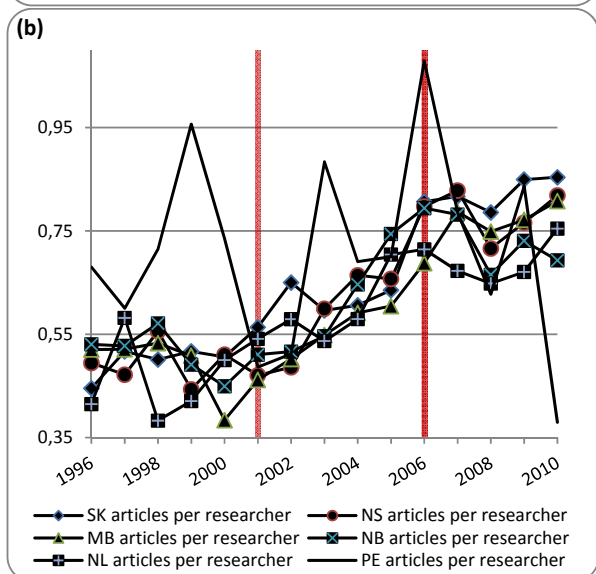 (b)
0,95
0,75
0,55
0,35
1996 1998 2000 2002 2004 2006 2008 2010
SK articles per researcher NS articles per researcher
MB articles per researcher NB articles per researcher
NL articles per researcher PE articles per researcher